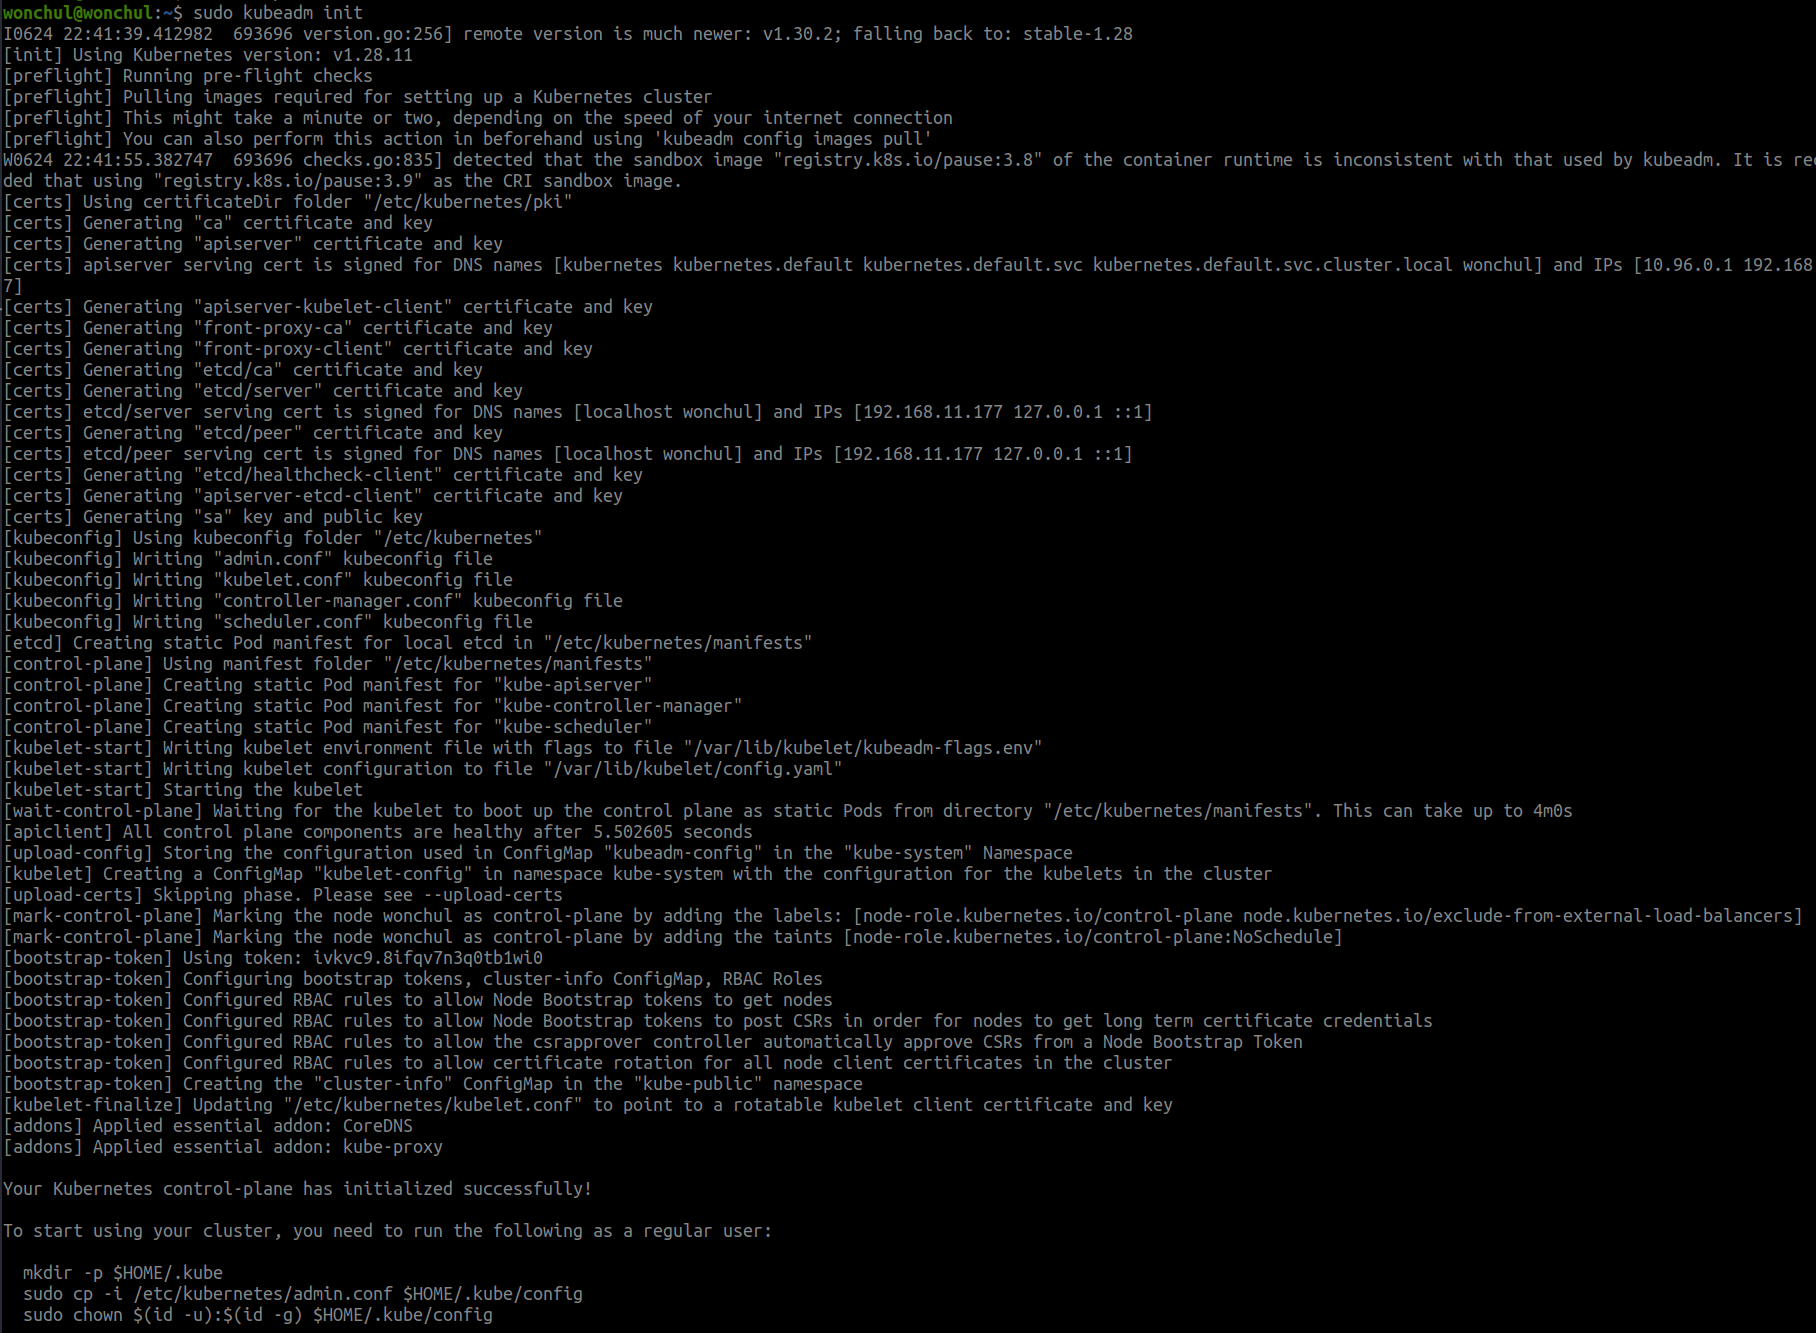 wonchul@wonchul:~$ sudo kubeadm init
I0624 22:41:39.412982  693696 version.go:256] remote version is much newer: v1.30.2; falling back to: stable-1.28
[init] Using Kubernetes version: v1.28.11
[preflight] Running pre-flight checks
[preflight] Pulling images required for setting up a Kubernetes cluster
[preflight] This might take a minute or two, depending on the speed of your internet connection
[preflight] You can also perform this action in beforehand using 'kubeadm config images pull'
W0624 22:41:55.382747  693696 checks.go:835] detected that the sandbox image "registry.k8s.io/pause:3.8" of the container runtime is inconsistent with that used by kubeadm. It is rec
ded that using "registry.k8s.io/pause:3.9" as the CRI sandbox image.
[certs] Using certificateDir folder "/etc/kubernetes/pki"
[certs] Generating "ca" certificate and key
[certs] Generating "apiserver" certificate and key
[certs] apiserver serving cert is signed for DNS names [kubernetes kubernetes.default kubernetes.default.svc kubernetes.default.svc.cluster.local wonchul] and IPs [10.96.0.1 192.168
7]
[certs] Generating "apiserver-kubelet-client" certificate and key
[certs] Generating "front-proxy-ca" certificate and key
[certs] Generating "front-proxy-client" certificate and key
[certs] Generating "etcd/ca" certificate and key
[certs] Generating "etcd/server" certificate and key
[certs] etcd/server serving cert is signed for DNS names [localhost wonchul] and IPs [192.168.11.177 127.0.0.1 ::1]
[certs] Generating "etcd/peer" certificate and key
[certs] etcd/peer serving cert is signed for DNS names [localhost wonchul] and IPs [192.168.11.177 127.0.0.1 ::1]
[certs] Generating "etcd/healthcheck-client" certificate and key
[certs] Generating "apiserver-etcd-client" certificate and key
[certs] Generating "sa" key and public key
[kubeconfig] Using kubeconfig folder "/etc/kubernetes"
[kubeconfig] Writing "admin.conf" kubeconfig file
[kubeconfig] Writing "kubelet.conf" kubeconfig file
[kubeconfig] Writing "controller-manager.conf" kubeconfig file
[kubeconfig] Writing "scheduler.conf" kubeconfig file
[etcd] Creating static Pod manifest for local etcd in "/etc/kubernetes/manifests"
[control-plane] Using manifest folder "/etc/kubernetes/manifests"
[control-plane] Creating static Pod manifest for "kube-apiserver"
[control-plane] Creating static Pod manifest for "kube-controller-manager"
[control-plane] Creating static Pod manifest for "kube-scheduler"
[kubelet-start] Writing kubelet environment file with flags to file "/var/lib/kubelet/kubeadm-flags.env"
[kubelet-start] Writing kubelet configuration to file "/var/lib/kubelet/config.yaml"
[kubelet-start] Starting the kubelet
[wait-control-plane] Waiting for the kubelet to boot up the control plane as static Pods from directory "/etc/kubernetes/manifests". This can take up to 4m0s
[apiclient] All control plane components are healthy after 5.502605 seconds
[upload-config] Storing the configuration used in ConfigMap "kubeadm-config" in the "kube-system" Namespace
[kubelet] Creating a ConfigMap "kubelet-config" in namespace kube-system with the configuration for the kubelets in the cluster
[upload-certs] Skipping phase. Please see --upload-certs
[mark-control-plane] Marking the node wonchul as control-plane by adding the labels: [node-role.kubernetes.io/control-plane node.kubernetes.io/exclude-from-external-load-balancers]
[mark-control-plane] Marking the node wonchul as control-plane by adding the taints [node-role.kubernetes.io/control-plane:NoSchedule]
[bootstrap-token] Using token: ivkvc9.8ifqv7n3q0tb1wi0
[bootstrap-token] Configuring bootstrap tokens, cluster-info ConfigMap, RBAC Roles
[bootstrap-token] Configured RBAC rules to allow Node Bootstrap tokens to get nodes
[bootstrap-token] Configured RBAC rules to allow Node Bootstrap tokens to post CSRs in order for nodes to get long term certificate credentials
[bootstrap-token] Configured RBAC rules to allow the csrapprover controller automatically approve CSRs from a Node Bootstrap Token
[bootstrap-token] Configured RBAC rules to allow certificate rotation for all node client certificates in the cluster
[bootstrap-token] Creating the "cluster-info" ConfigMap in the "kube-public" namespace
[kubelet-finalize] Updating "/etc/kubernetes/kubelet.conf" to point to a rotatable kubelet client certificate and key
[addons] Applied essential addon: CoreDNS
[addons] Applied essential addon: kube-proxy

Your Kubernetes control-plane has initialized successfully!

To start using your cluster, you need to run the following as a regular user:

  mkdir -p $HOME/.kube
  sudo cp -i /etc/kubernetes/admin.conf $HOME/.kube/config
  sudo chown $(id -u):$(id -g) $HOME/.kube/config